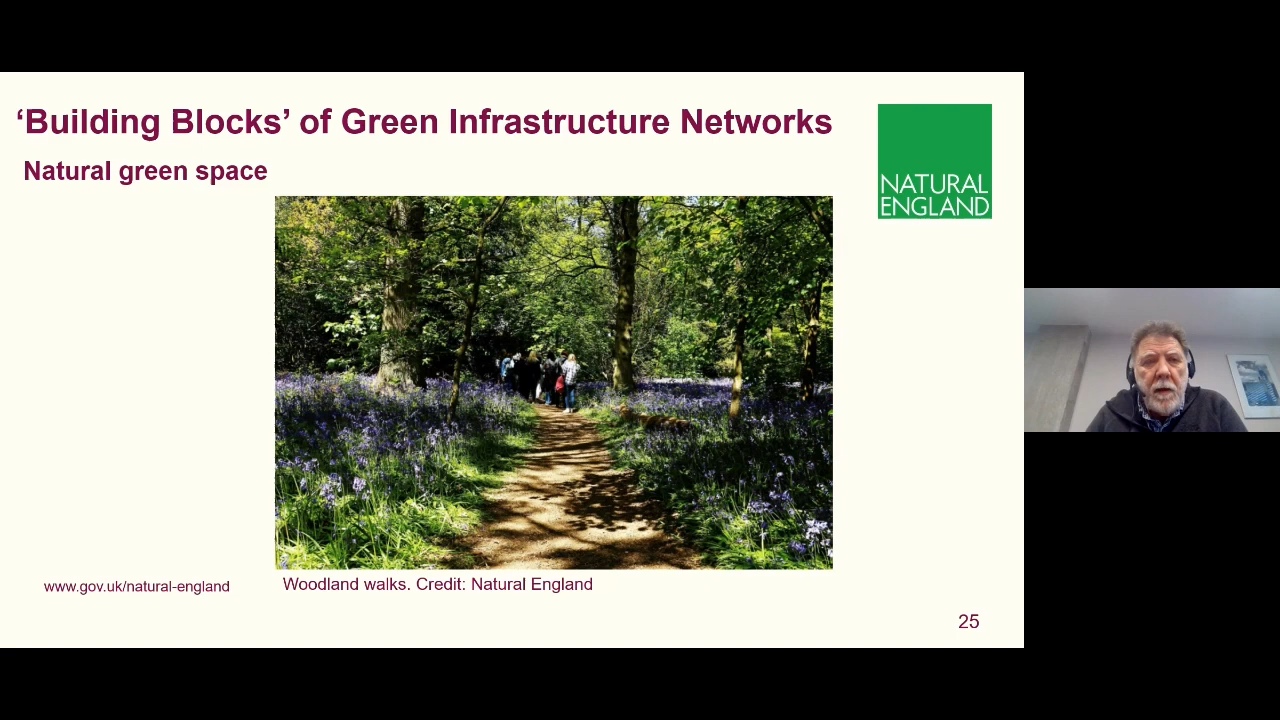 ‘Building Blocks’ of Green Infrastructure Networks
Natural green space
NATURAL
ENGLAND
Woodland walks. Credit: Natural England
www.gov.uk/natural-england
25